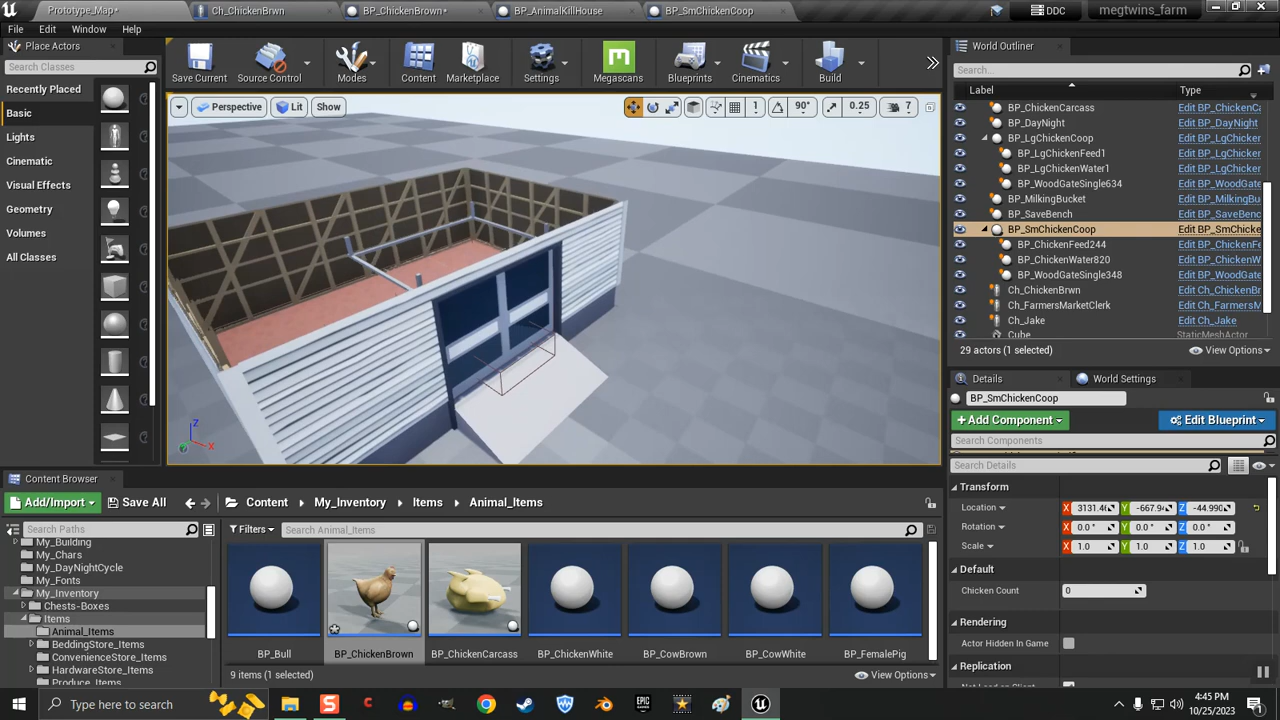 Prototype_Map*
Ch_ChickenBrwn
BP_ChickenBrown*
BP_AnimalKillHouse
BP_SmChickenCoop
DDC
megtwins_farm
File
Edit
Window
Help
Place Actors
Search Classes
Recently Placed
Basic
Lights
Cinematic
Visual Effects
Geometry
Volumes
All Classes
Save Current
Source Control
Modes
Content
Marketplace
Settings
Megascans
Blueprints
Cinematics
Build
Perspective
Lit
Show
1
90°
0.25
7
World Outliner
Search...
Label
Type
BP_ChickenCarcass Edit BP_ChickenCa
BP_DayNight Edit BP_DayNight
BP_LgChickenCoop Edit BP_LgChicker
BP_LgChickenFeed1 Edit BP_LgChicker
BP_LgChickenWater1 Edit BP_LgChicker
BP_WoodGateSingle634 Edit BP_WoodGate
BP_MilkingBucket Edit BP_MilkingBu
BP_SaveBench Edit BP_SaveBenc
BP_SmChickenCoop Edit BP_SmChicke
BP_ChickenFeed244 Edit BP_ChickenFe
BP_ChickenWater820 Edit BP_ChickenW
BP_WoodGateSingle348 Edit BP_WoodGate
Ch_ChickenBrwn Edit Ch_ChickenBr
Ch_FarmersMarketClerk Edit Ch_FarmersM
Ch_Jake Edit Ch_Jake
Cube StaticMeshActor
29 actors (1 selected)
View Options
Details
World Settings
BP_SmChickenCoop
+ Add Component
Edit Blueprint
Search Components
Search Details
Transform
Location X 3131.4 Y -667.9 Z -44.990
Rotation X 0.0 ° Y 0.0 ° Z 0.0 °
Scale X 1.0 Y 1.0 Z 1.0
Default
Chicken Count 0
Rendering
Actor Hidden In Game
Replication
Z
X
Content Browser
Add/Import
Save All
Content
My_Inventory
Items
Animal_Items
Search Paths
Filters
Search Animal_Items
My_Building
My_Chars
My_DayNightCycle
My_Fonts
My_Inventory
Chests-Boxes
Items
Animal_Items
BeddingStore_Items
ConvenienceStore_Items
HardwareStore_Items
Produce_Items
BP_Bull
BP_ChickenBrown
BP_ChickenCarcass
BP_ChickenWhite
BP_CowBrown
BP_CowWhite
BP_FemalePig
9 items (1 selected)
View Options
Type here to search
4:45 PM
10/25/2023